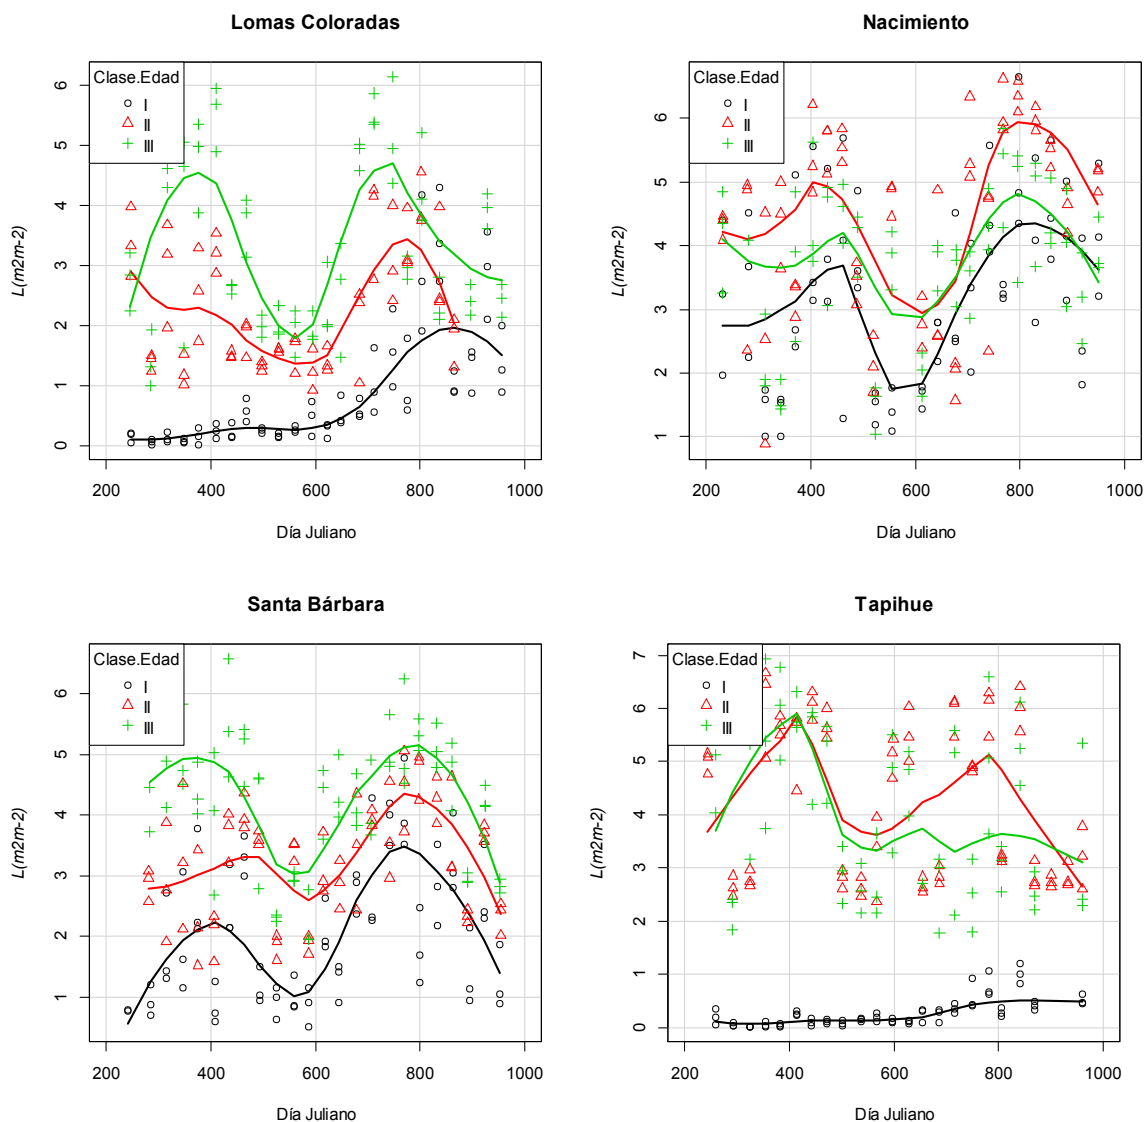 Lomas Coloradas
Clase.Edad
I
II
III
L(m2m-2)
0
1
2
3
4
5
6
200
400
600
800
1000
Día Juliano
Nacimiento
Clase.Edad
I
II
III
L(m2m-2)
1
2
3
4
5
6
200
400
600
800
1000
Día Juliano
Santa Bárbara
Clase.Edad
I
II
III
L(m2m-2)
1
2
3
4
5
6
200
400
600
800
1000
Día Juliano
Tapihue
Clase.Edad
I
II
III
L(m2m-2)
0
1
2
3
4
5
6
7
200
400
600
800
1000
Día Juliano